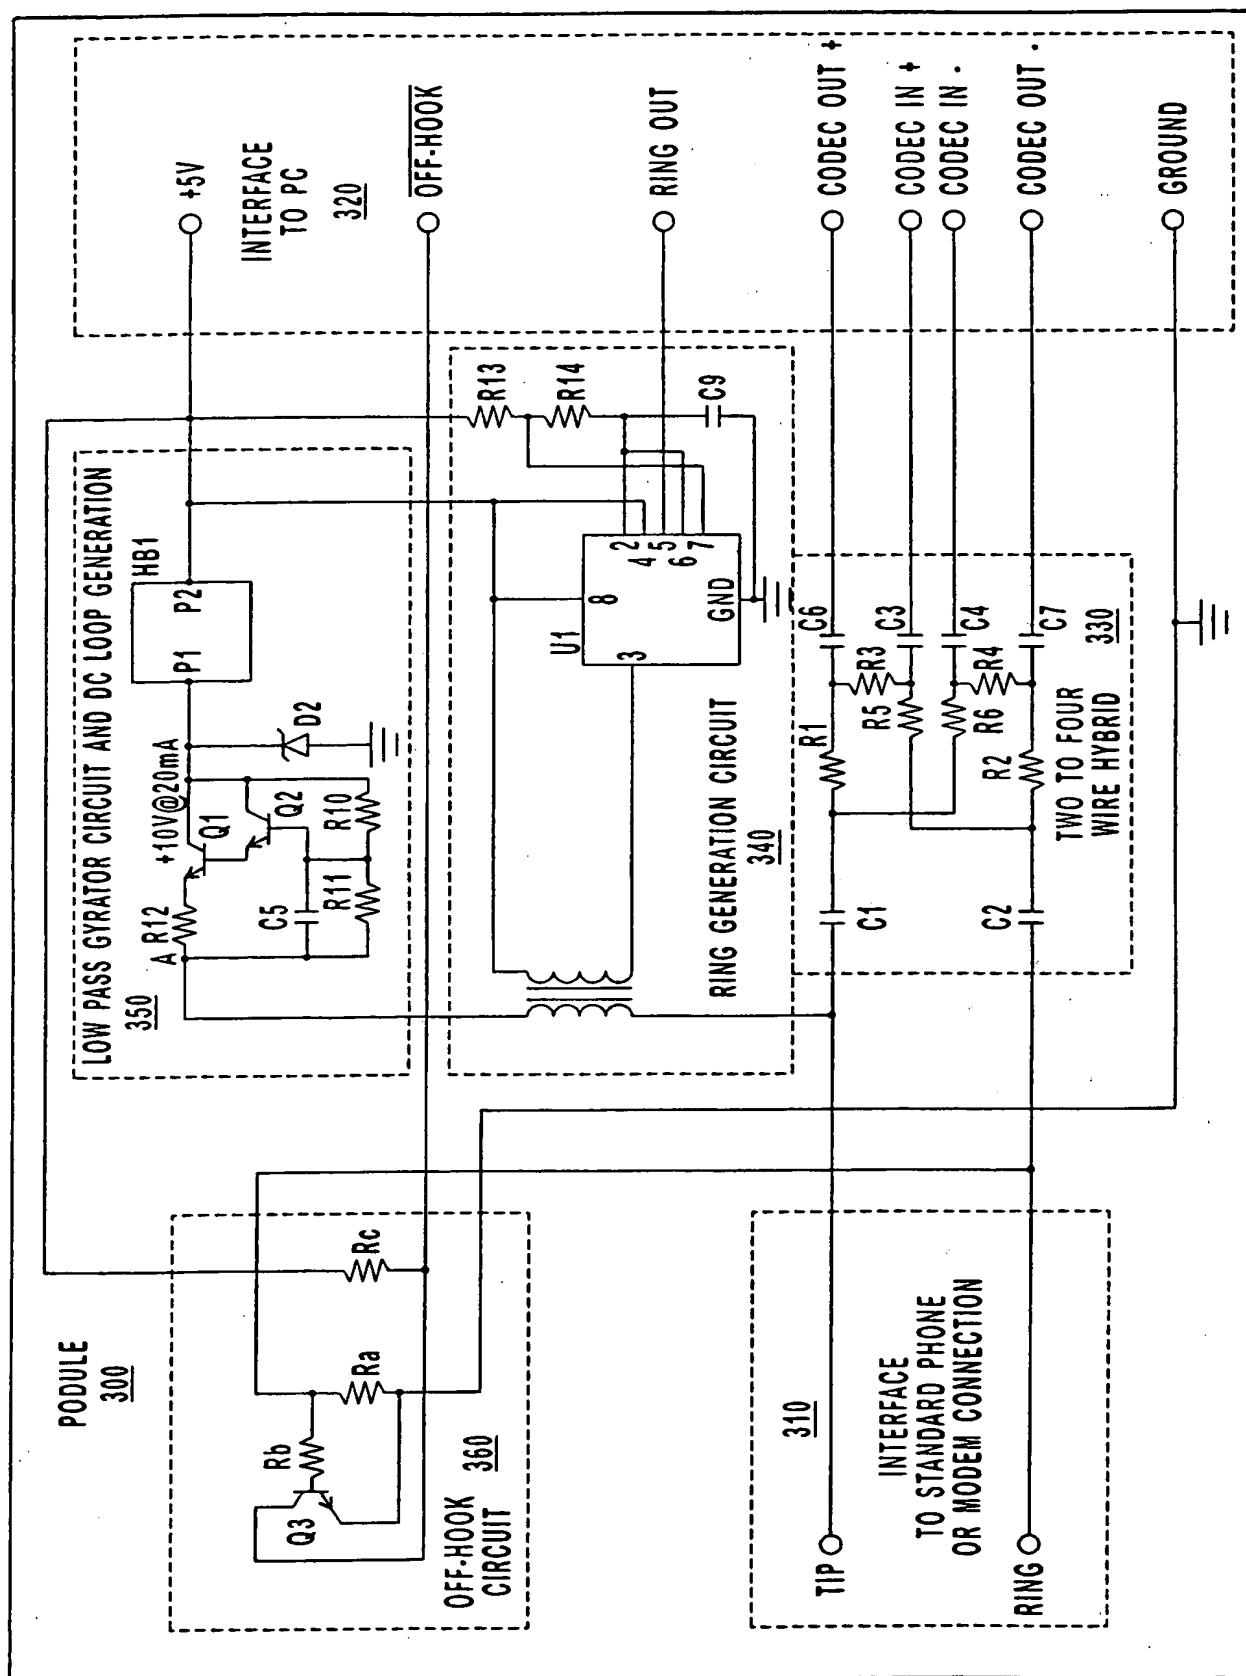 PODULE
300
LOW PASS GYRATOR CIRCUIT AND DC LOOP GENERATION
350
A
R12
+10V@20mA
Q1
Q2
C5
R11
R10
D2
HB1
P1
P2
INTERFACE
TO PC
320
+5V
OFF-HOOK
RING OUT
CODEC OUT +
CODEC IN +
CODEC IN -
CODEC OUT -
GROUND
OFF-HOOK
CIRCUIT
360
Q3
Rb
Ra
Rc
RING GENERATION CIRCUIT
340
U1
3
8
GND
2
4
5
6
7
R13
R14
C9
TWO TO FOUR
WIRE HYBRID
330
C1
C2
R1
R2
R5
R6
R3
R4
C6
C3
C4
C7
310
INTERFACE
TO STANDARD PHONE
OR MODEM CONNECTION
TIP
RING